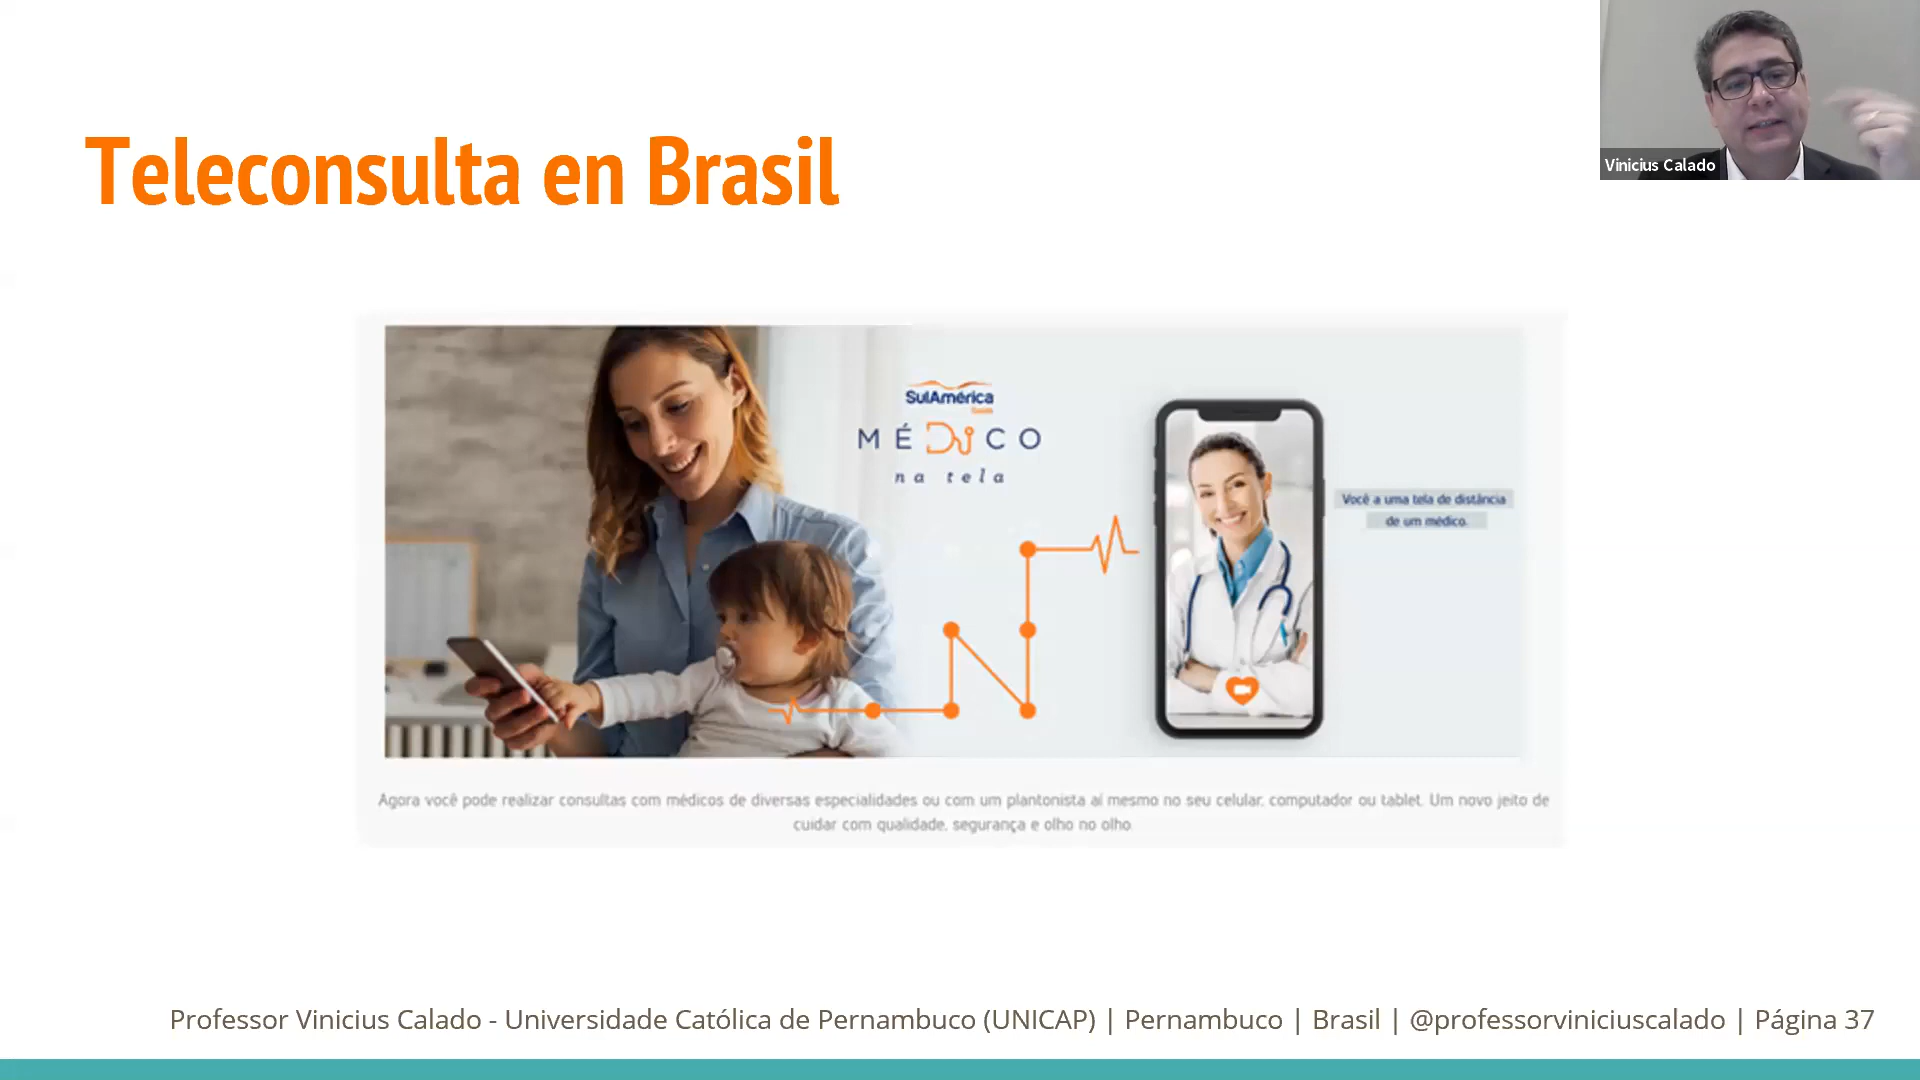 Teleconsulta en Brasil
Vinicius Calado
SulAmérica
Saúde
MÉDICO
na tela
Você a uma tela de distância
de um médico.
Agora você pode realizar consultas com médicos de diversas especialidades ou com um plantonista aí mesmo no seu celular, computador ou tablet. Um novo jeito de
cuidar com qualidade, segurança e olho no olho
Professor Vinicius Calado - Universidade Católica de Pernambuco (UNICAP) | Pernambuco | Brasil | @professorviniciuscalado | Página 37